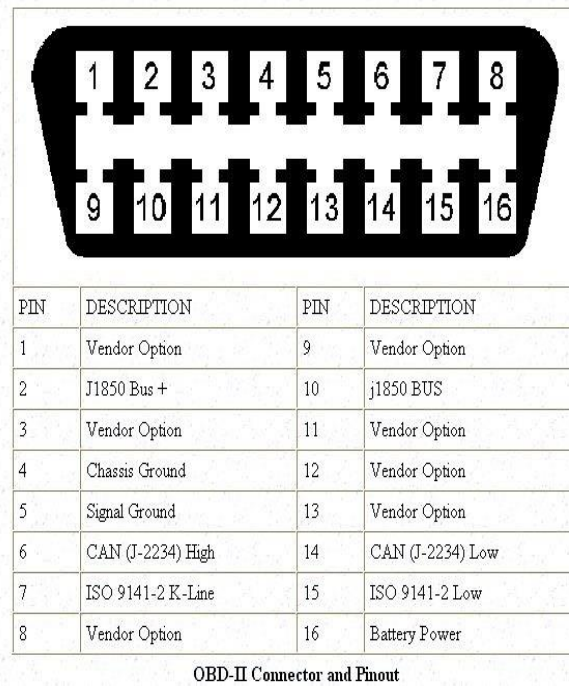 1 2 3 4 5 6 7 8
9 10 11 12 13 14 15 16
PIN DESCRIPTION PIN DESCRIPTION
1 Vendor Option 9 Vendor Option
2 J1850 Bus + 10 j1850 BUS
3 Vendor Option 11 Vendor Option
4 Chassis Ground 12 Vendor Option
5 Signal Ground 13 Vendor Option
6 CAN (J-2234) High 14 CAN (J-2234) Low
7 ISO 9141-2 K-Line 15 ISO 9141-2 Low
8 Vendor Option 16 Battery Power
OBD-II Connector and Pinout